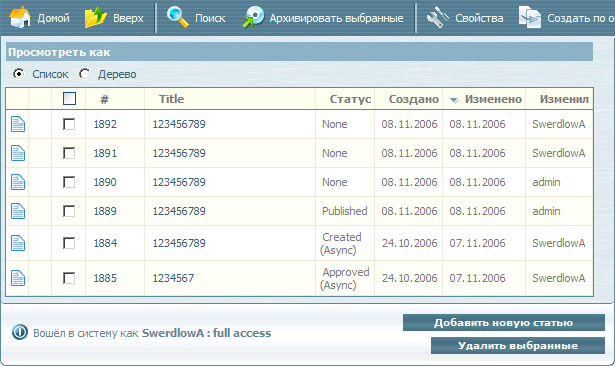 Домой Вверх Поиск Архивировать выбранные Свойства Создать по о
Просмотреть как
Список Дерево
# Title Статус Создано Изменено Изменил
1892 123456789 None 08.11.2006 08.11.2006 SwerdlowA
1891 123456789 None 08.11.2006 08.11.2006 SwerdlowA
1890 123456789 None 08.11.2006 08.11.2006 admin
1889 123456789 Published 08.11.2006 08.11.2006 admin
1884 123456789 Created (Async) 24.10.2006 07.11.2006 SwerdlowA
1885 1234567 Approved (Async) 24.10.2006 07.11.2006 SwerdlowA
Вошёл в систему как SwerdlowA : full access
Добавить новую статью
Удалить выбранные